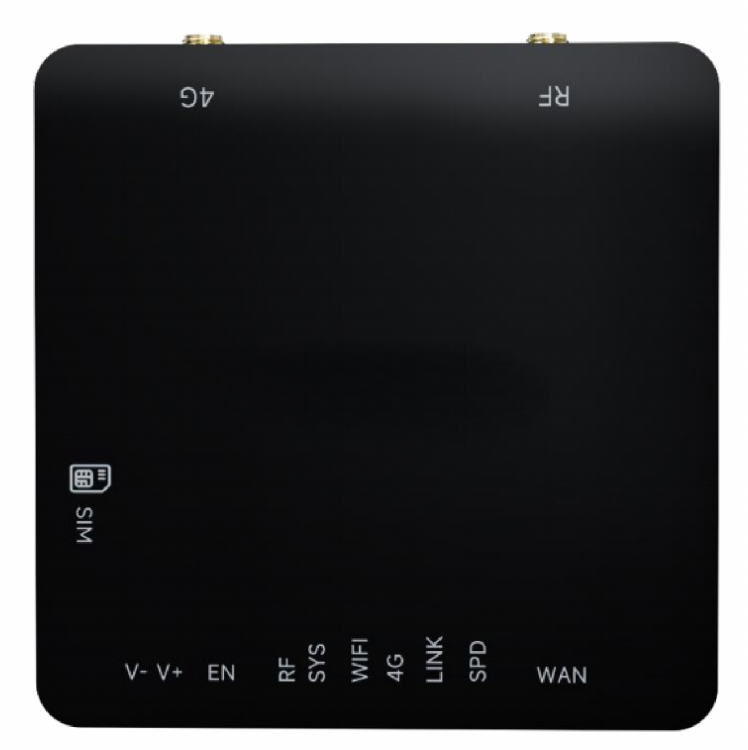 4G
RF
SIM
V- V+ EN RF SYS WIFI 4G LINK SPD WAN